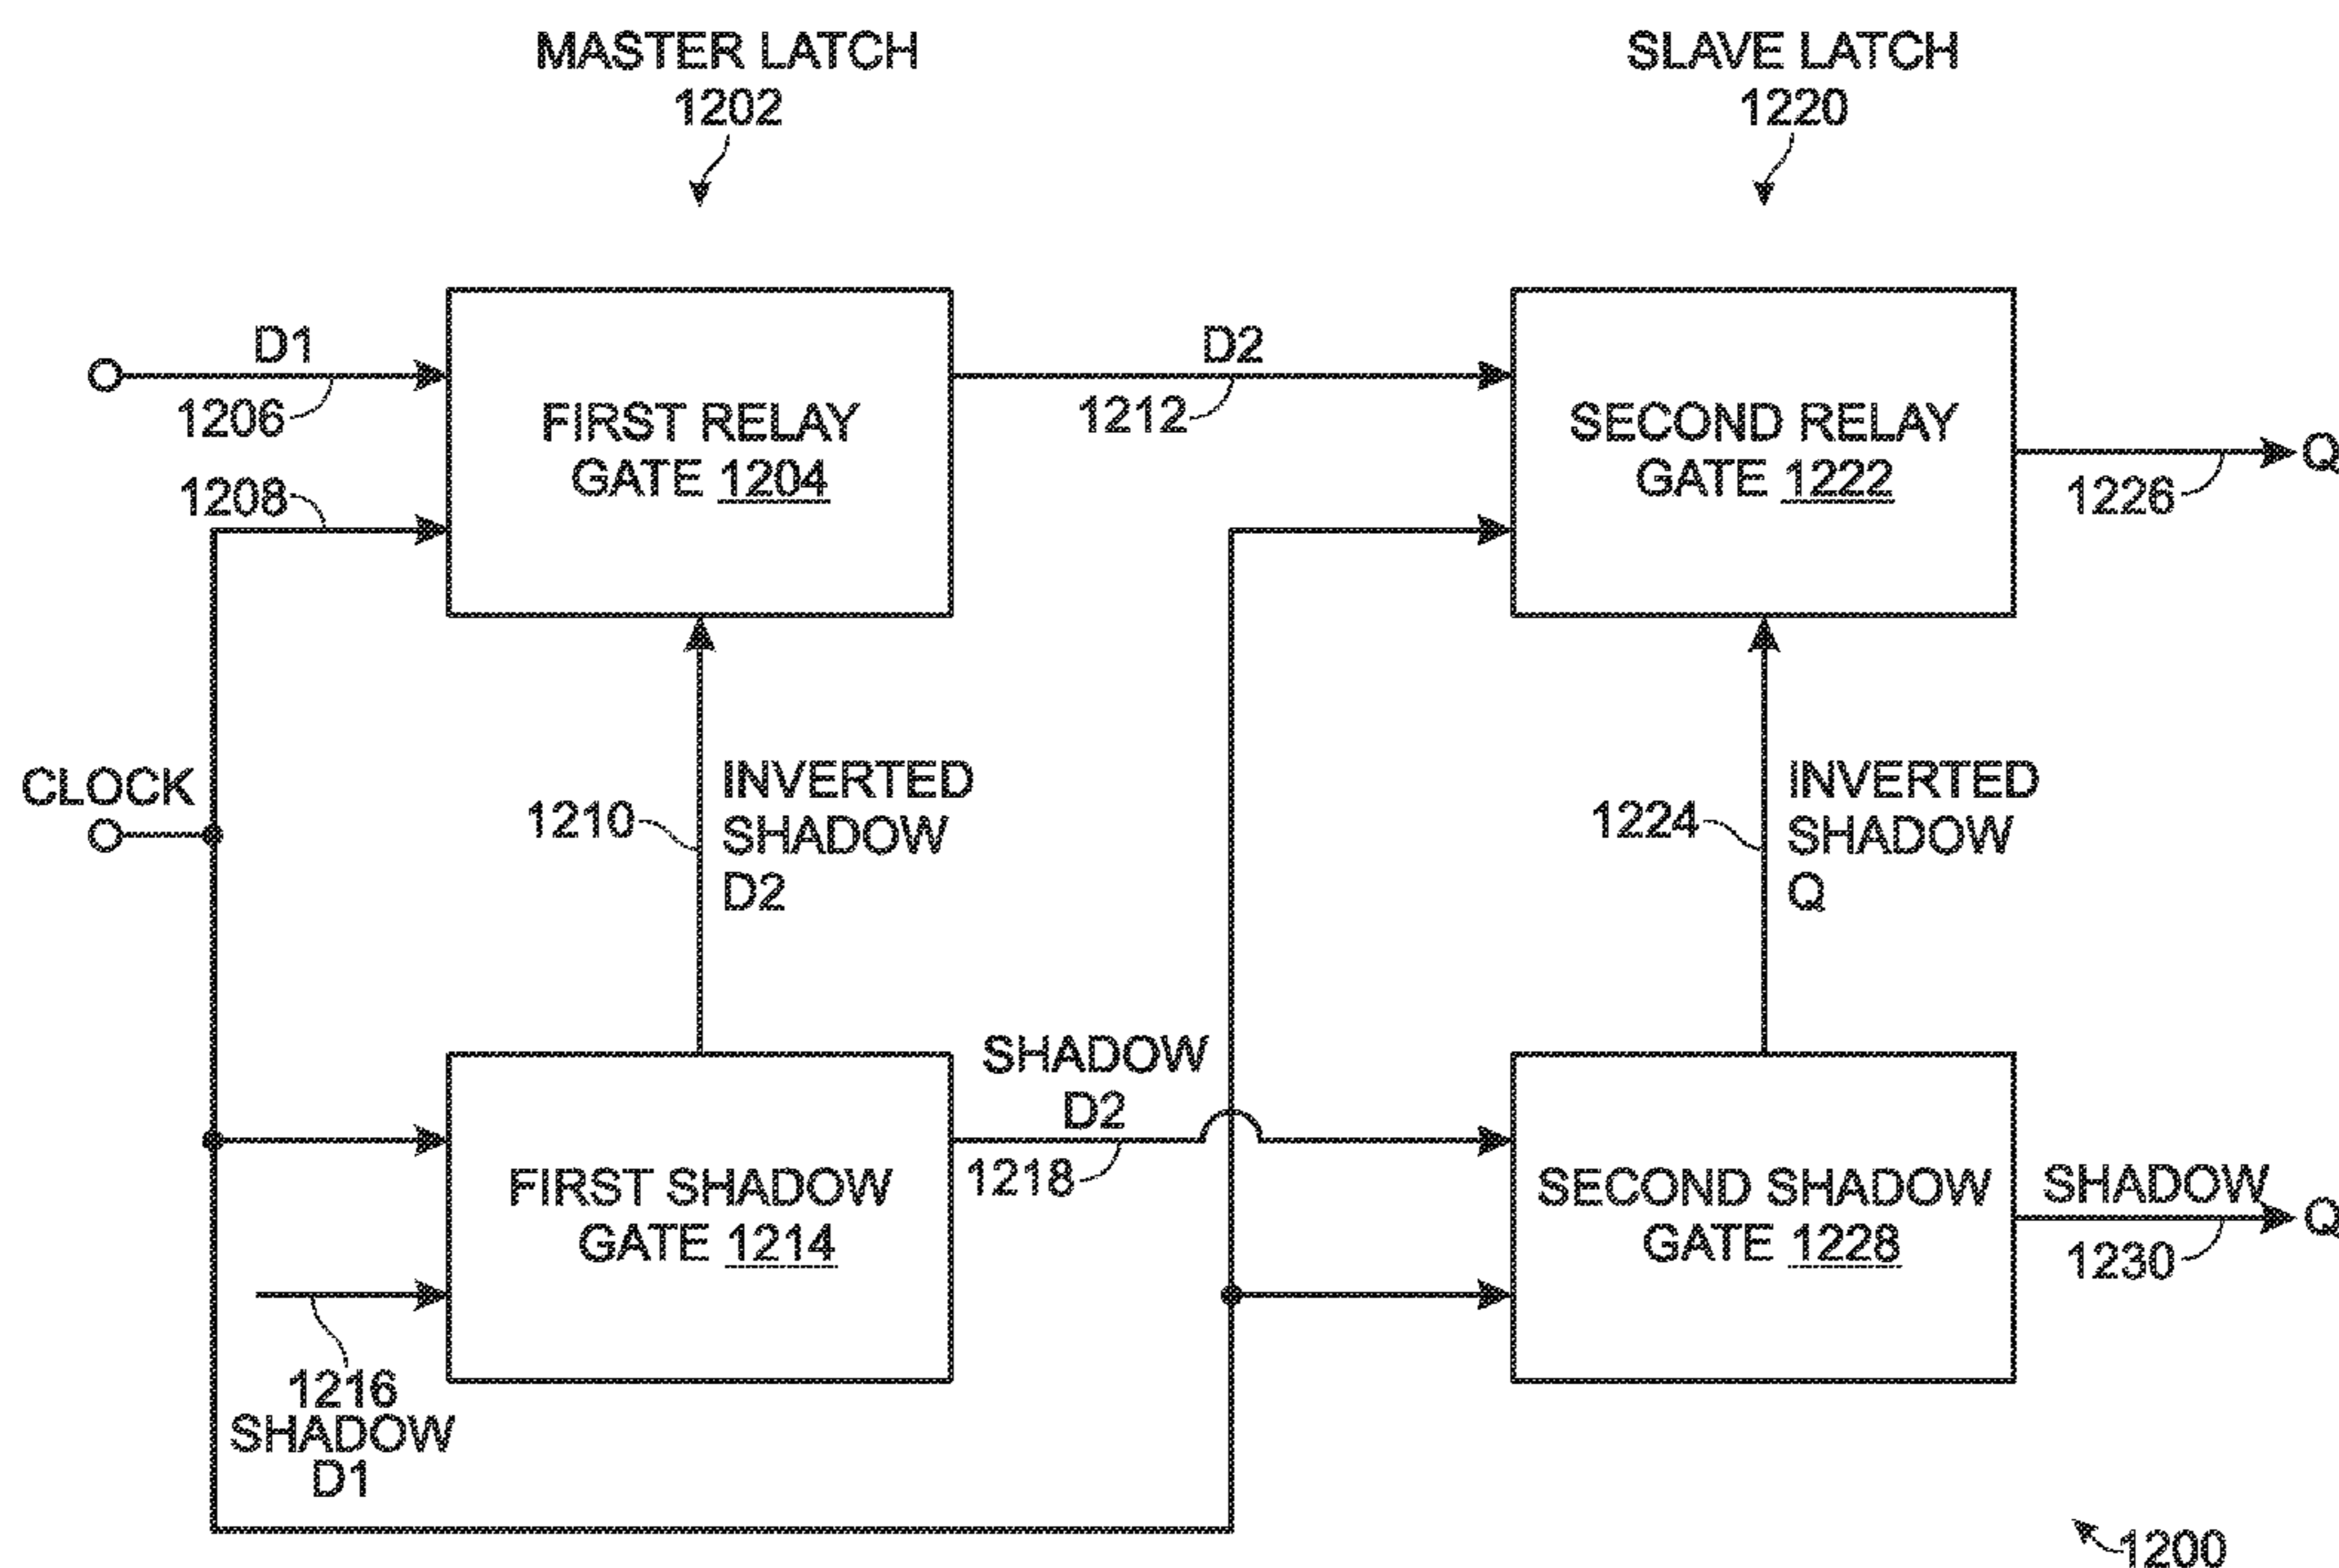 MASTER LATCH
1202
SLAVE LATCH
1220
D1
1206
1208
FIRST RELAY
GATE 1204
D2
1212
SECOND RELAY
GATE 1222
1226
Q
CLOCK
1210
INVERTED
SHADOW
D2
1224
INVERTED
SHADOW
Q
SHADOW
D2
1218
FIRST SHADOW
GATE 1214
SECOND SHADOW
GATE 1228
SHADOW
Q
1230
1216
SHADOW
D1
1200